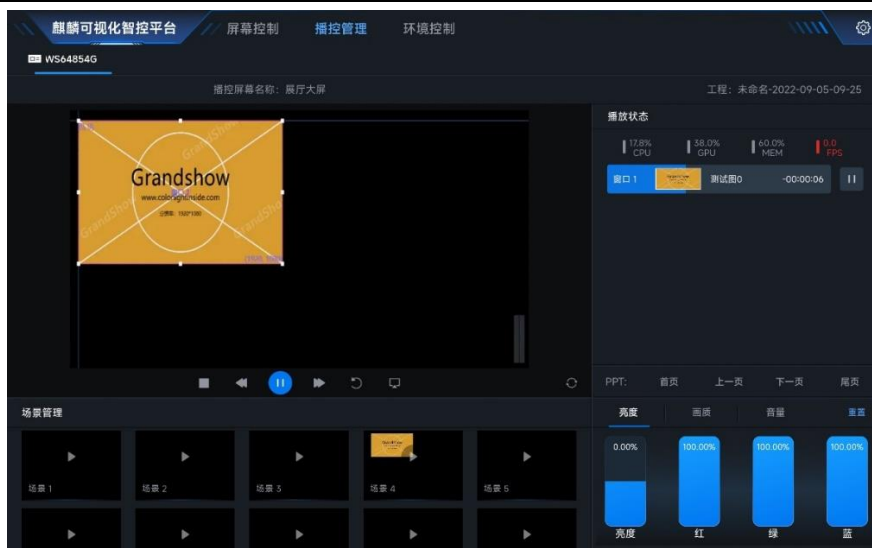 麒麟可视化智控平台 屏幕控制 播控管理 环境控制
WS64854G
播控屏幕名称：展厅大屏 工程：未命名-2022-09-05-09-25
播放状态
17.8% 38.0% 60.0% 0.0
CPU GPU MEM FPS
窗口 1 测试图0 -00:00:06
GrandShow
Grandshow
www.colorlightinside.com
GrandShow GrandShow
PPT: 首页 上一页 下一页 尾页
场景管理
亮度 画质 音量 重置
0.00% 100.00% 100.00% 100.00%
场景 1 场景 2 场景 3 场景 4 场景 5
亮度 红 绿 蓝